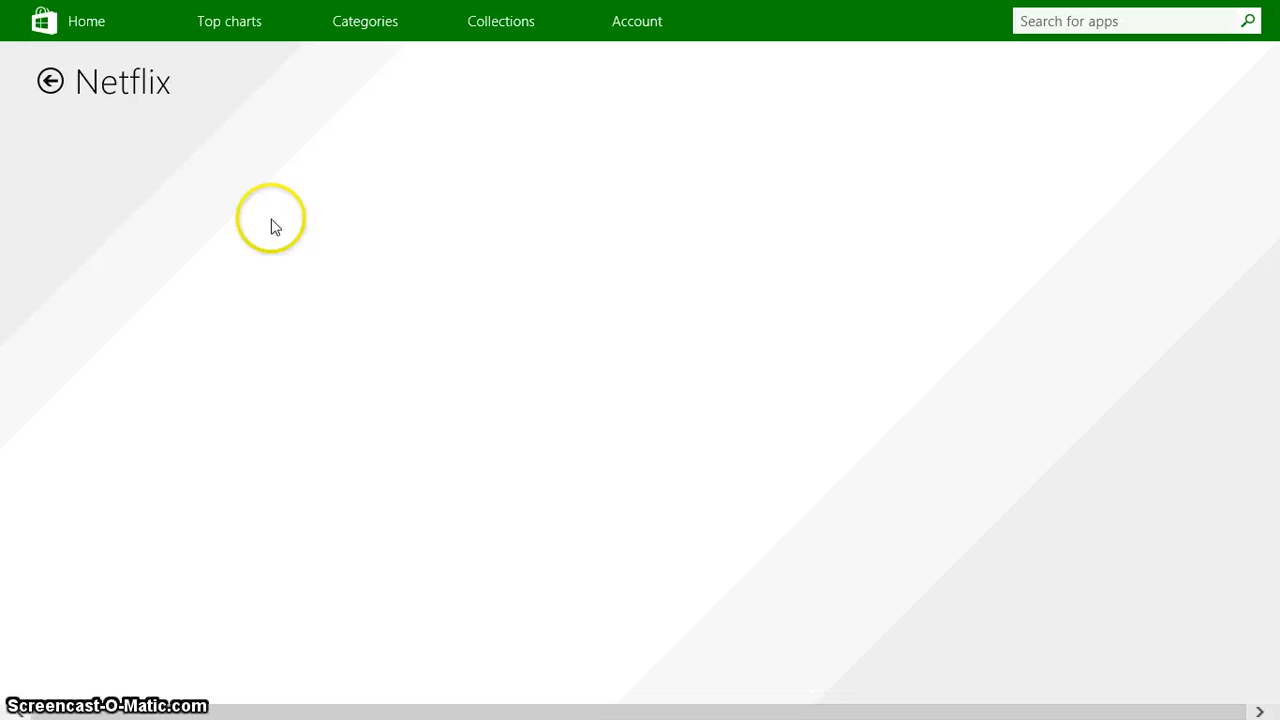 Home Top charts Categories Collections Account Search for apps
Netflix
Screencast-O-Matic.com